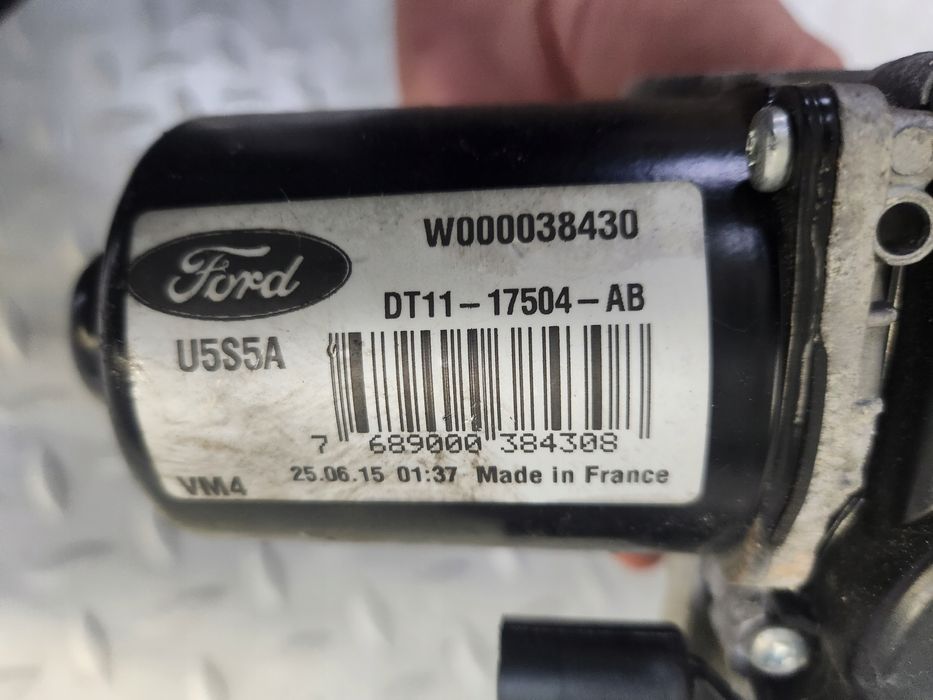 W000038430
Ford
DT11-17504-AB
U5S5A
7 689000 384308
VM4
25.06.15 01:37 Made in France